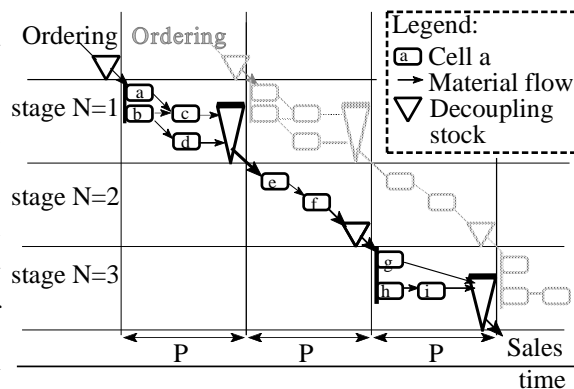 Ordering
Ordering
Legend:
a Cell a
Material flow
Decoupling
stock
stage N=1
a
b
c
d
stage N=2
e
f
stage N=3
g
h
i
P
P
P
Sales
time